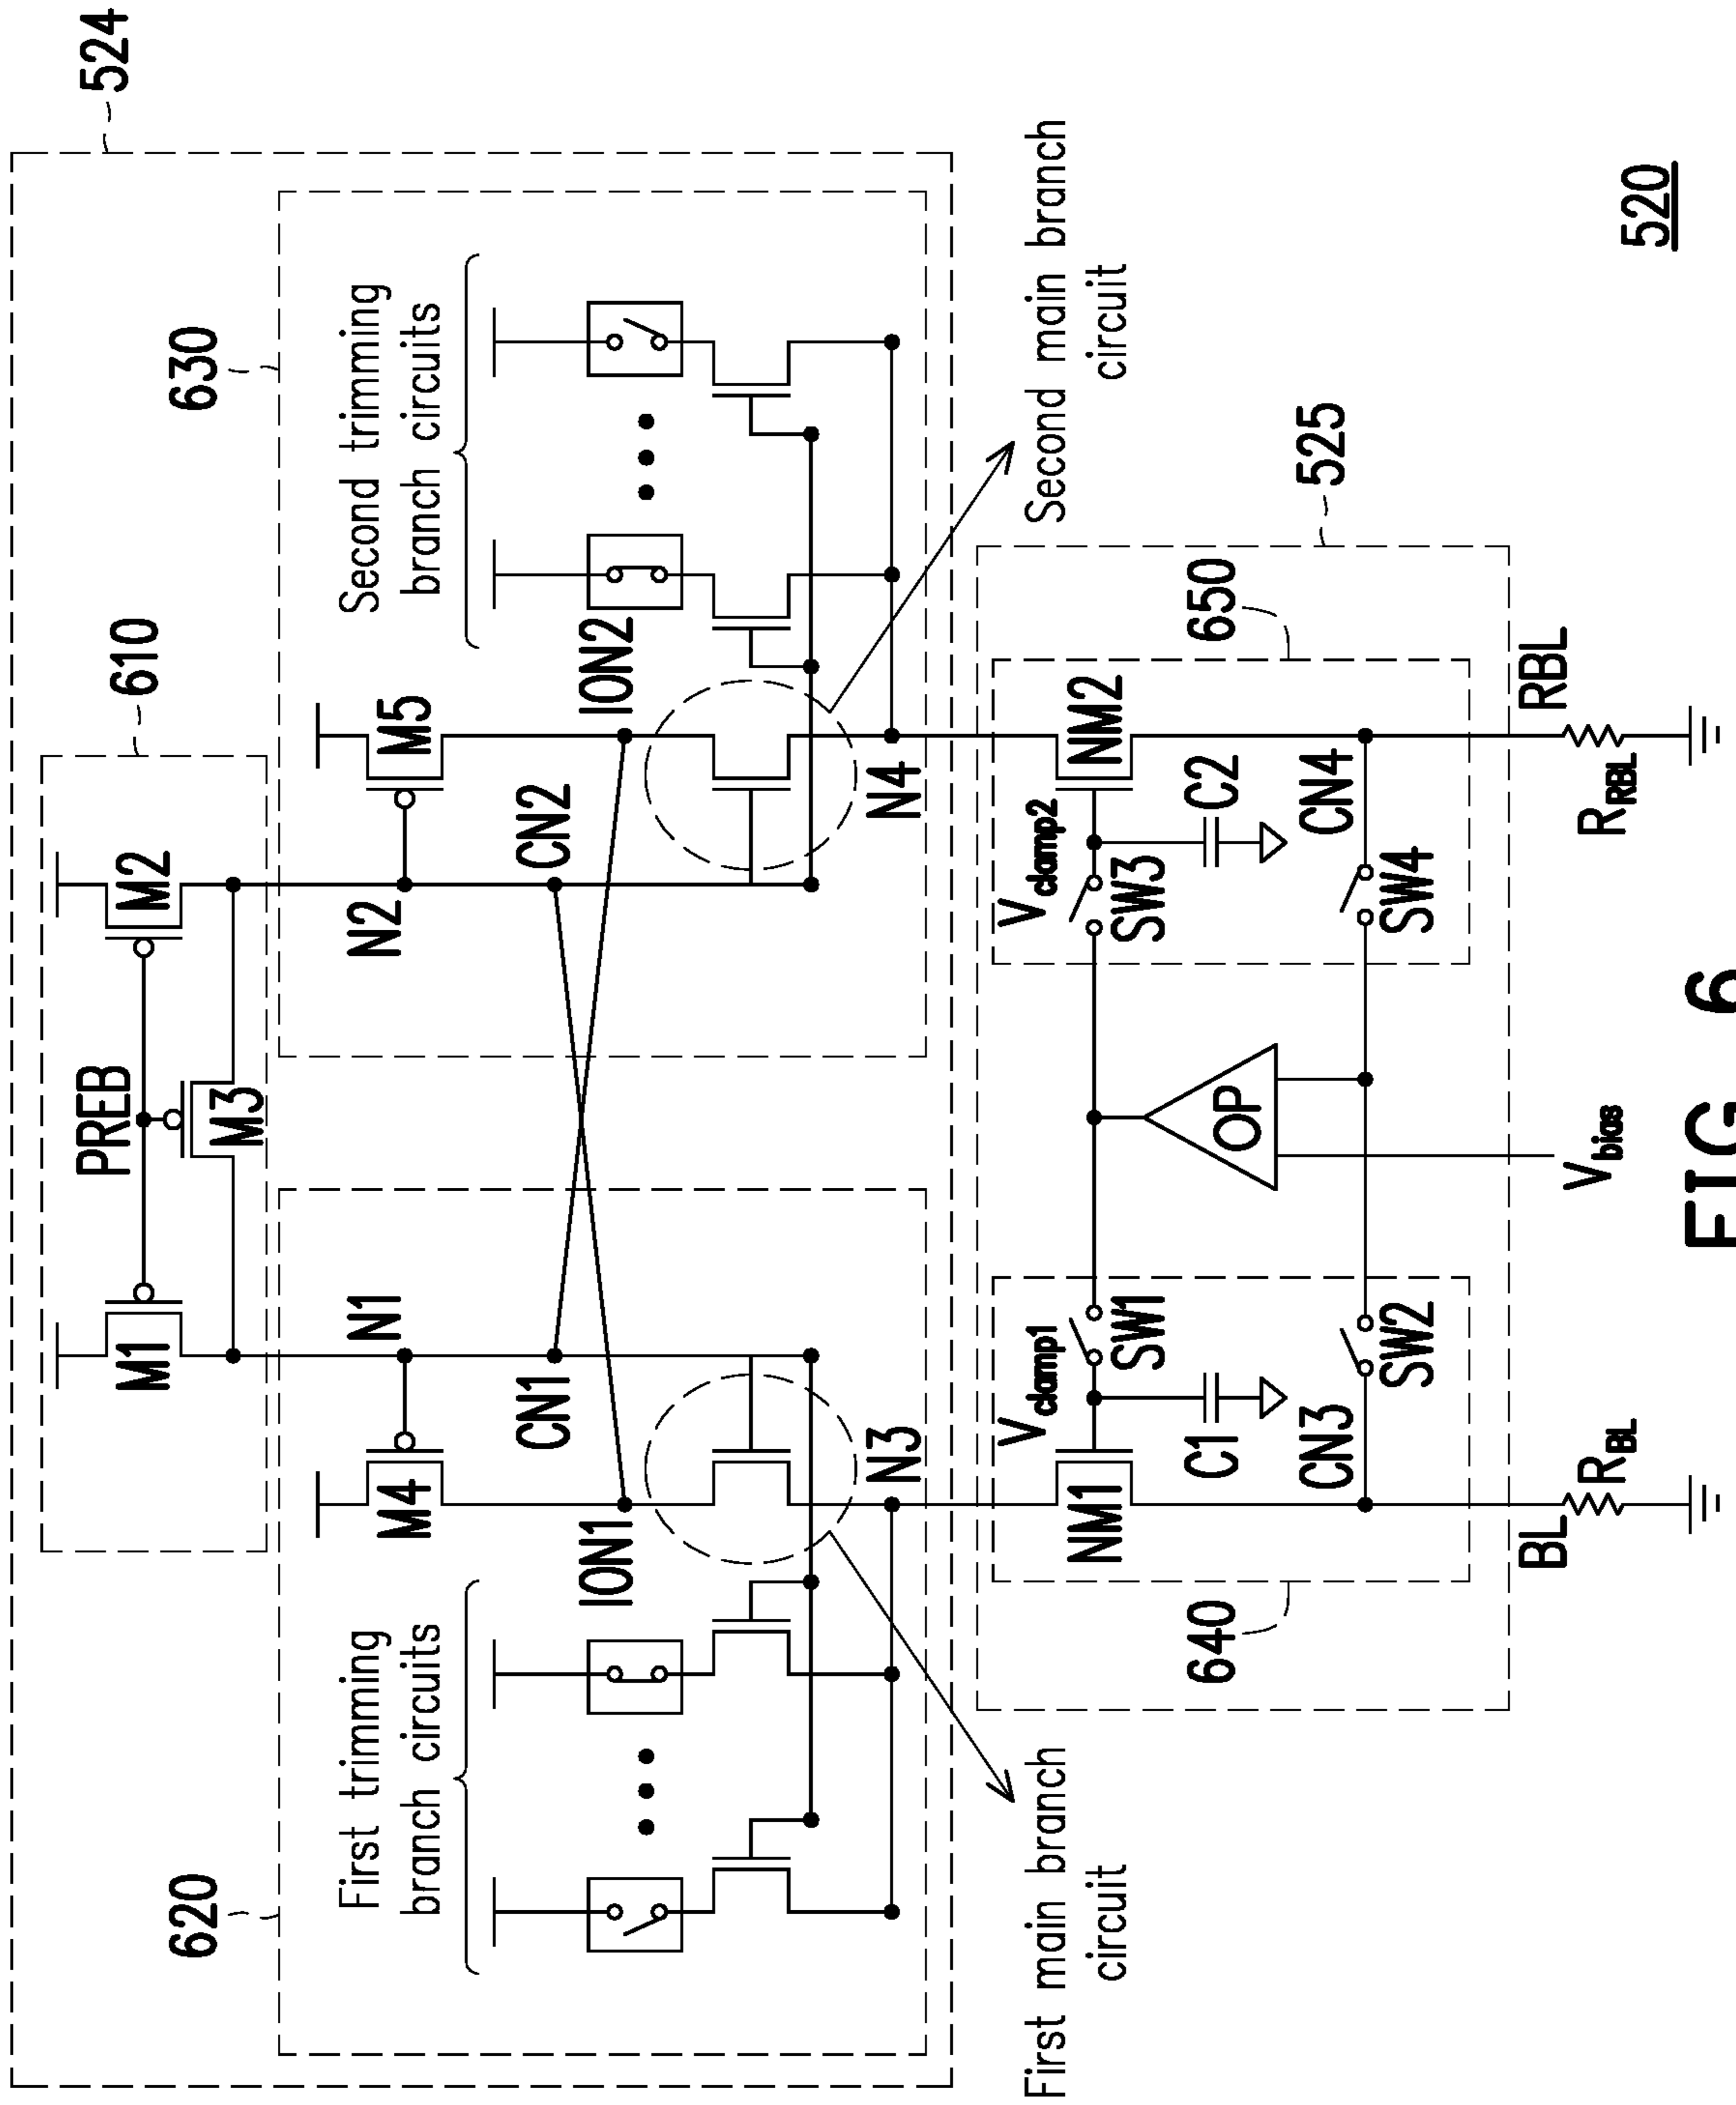 524
610
M1
PREB
M3
M2
620
630
First trimming
branch circuits
Second trimming
branch circuits
M4
N1
N2
M5
CN1
CN2
ION1
ION2
N3
N4
First main branch
circuit
Second main branch
circuit
525
640
650
Vclamp1
Vclamp2
NM1
SW1
SW3
NM2
C1
C2
OP
CN3
CN4
SW2
SW4
BL
RBL
RBL
RRBL
Vbias
520
FIG. 6